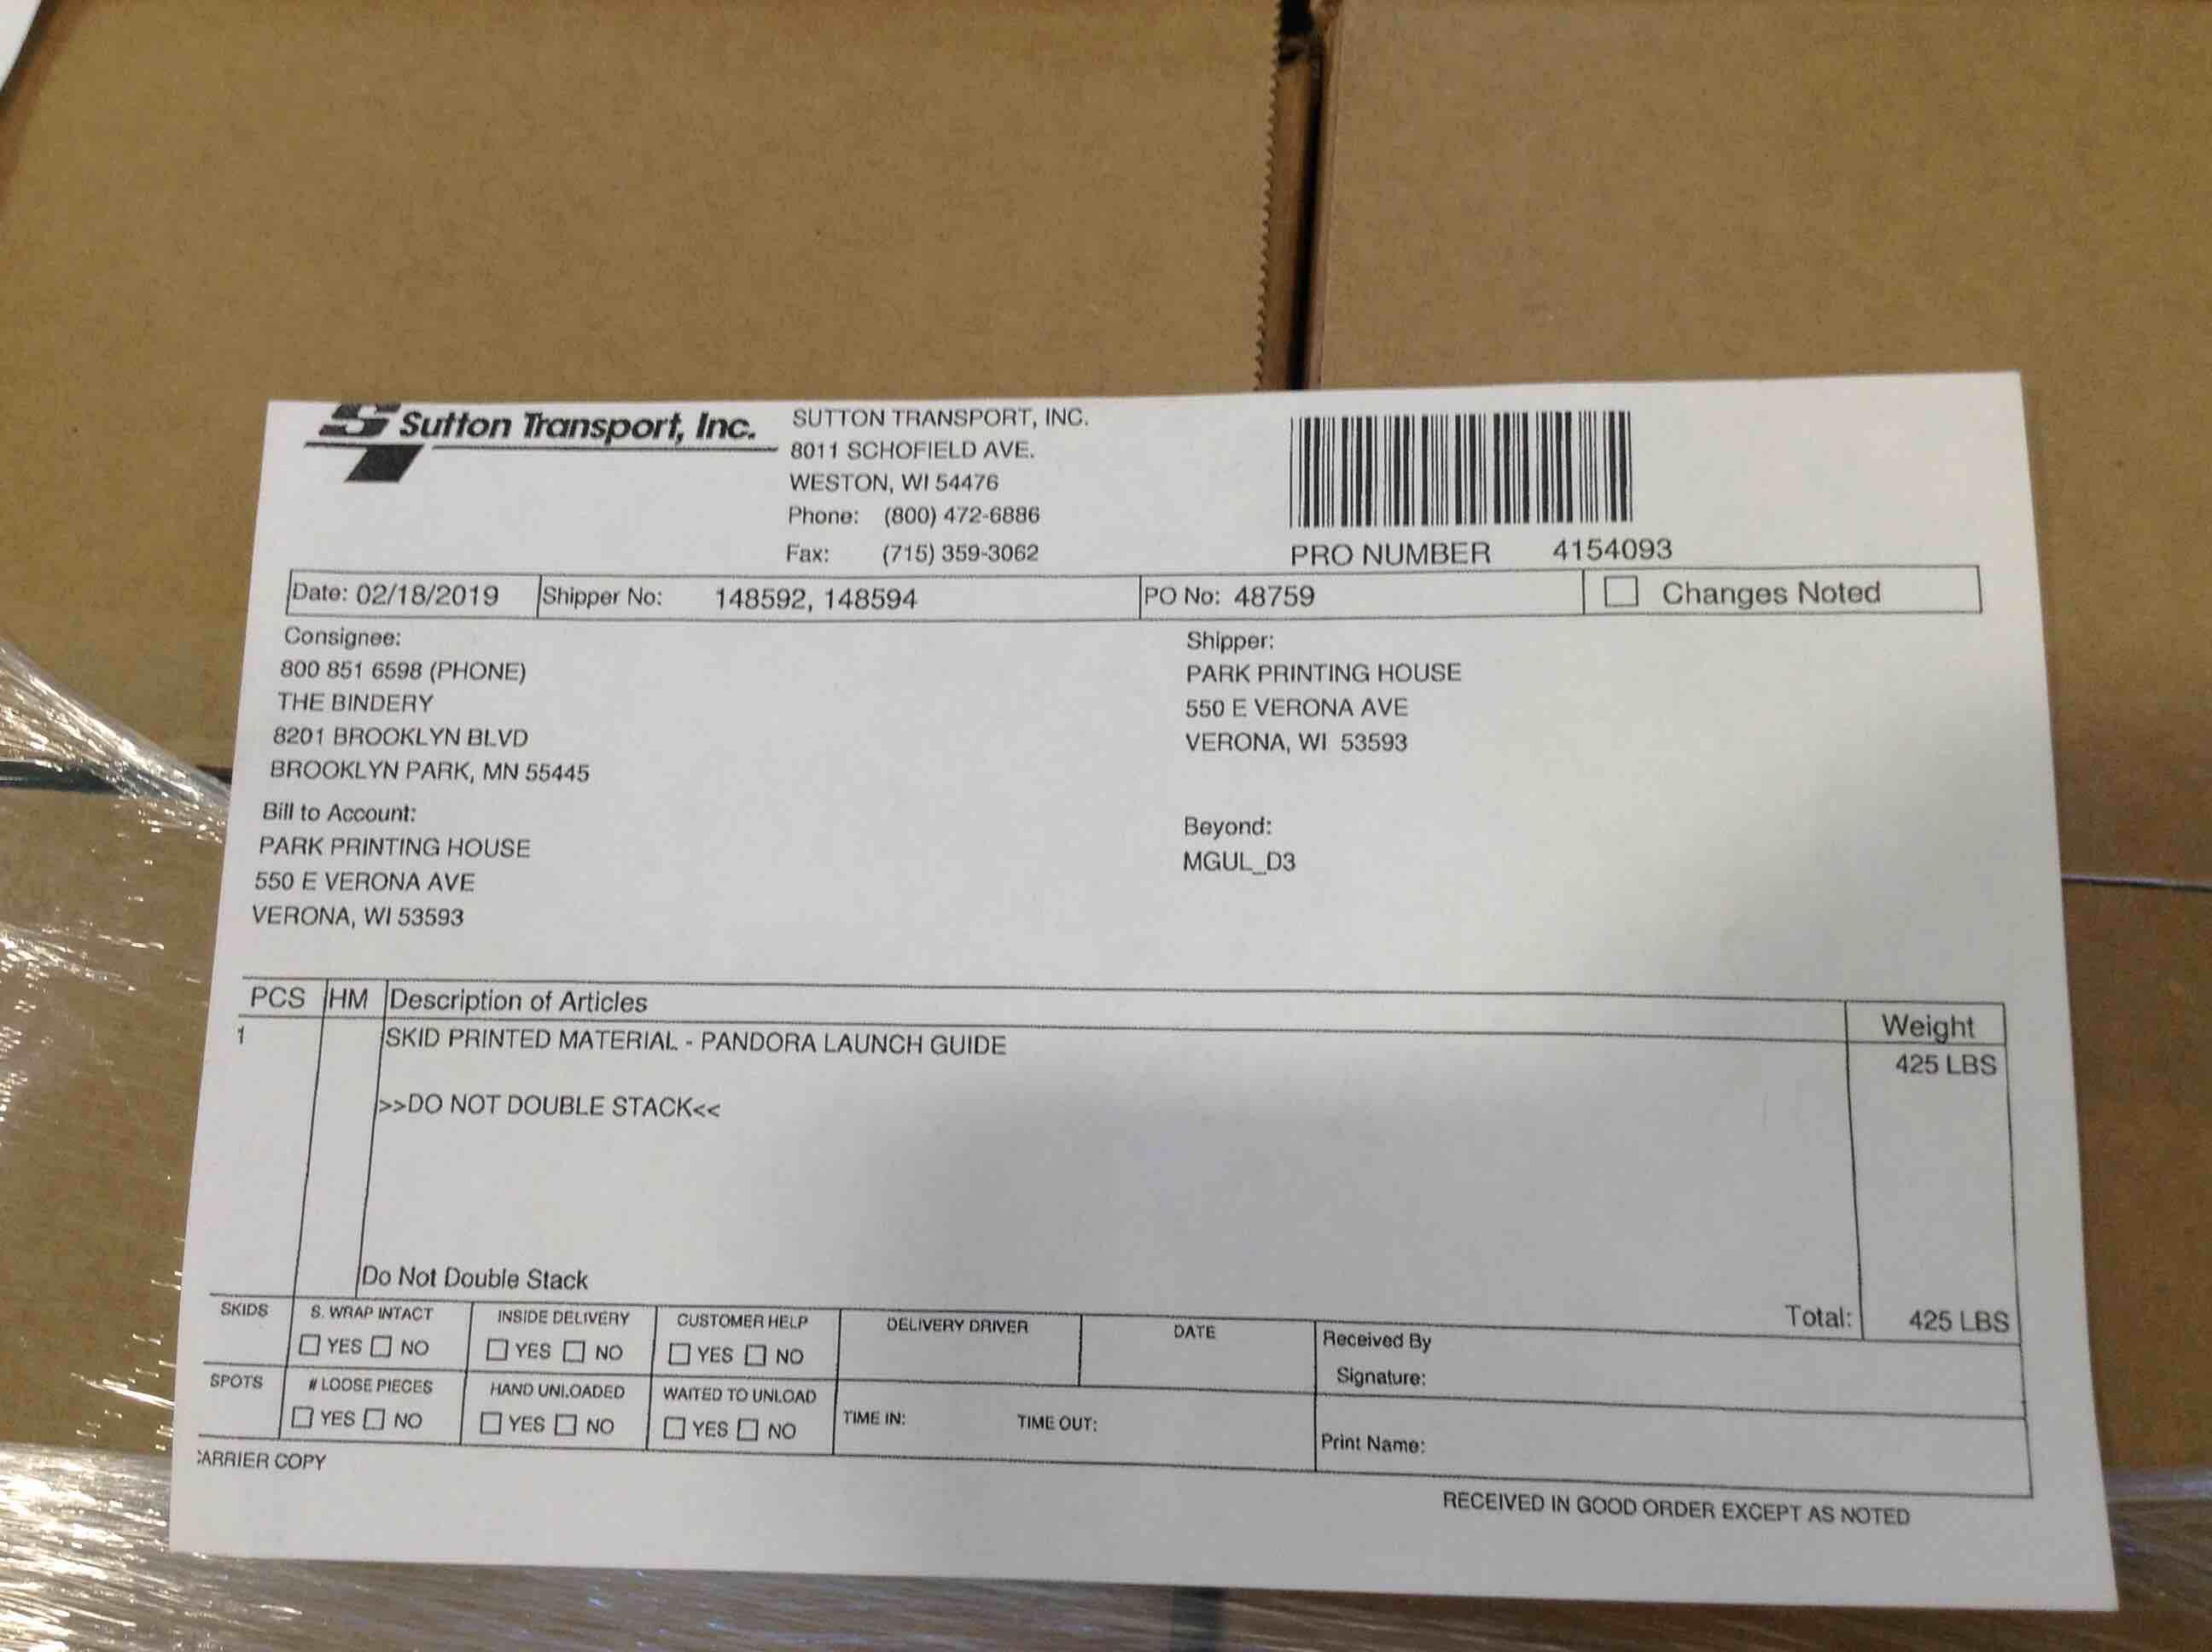 Sutton Transport, Inc.
SUTTON TRANSPORT, INC.
8011 SCHOFIELD AVE.
WESTON, WI 54476
Phone: (800) 472-6886
Fax: (715) 359-3062
PRO NUMBER 4154093
Date: 02/18/2019 Shipper No: 148592, 148594 PO No: 48759 Changes Noted
Consignee:
800 851 6598 (PHONE)
THE BINDERY
8201 BROOKLYN BLVD
BROOKLYN PARK, MN 55445
Shipper:
PARK PRINTING HOUSE
550 E VERONA AVE
VERONA, WI 53593
Bill to Account:
PARK PRINTING HOUSE
550 E VERONA AVE
VERONA, WI 53593
Beyond:
MGUL_D3
PCS HM Description of Articles Weight
1 SKID PRINTED MATERIAL - PANDORA LAUNCH GUIDE 425 LBS
>>DO NOT DOUBLE STACK<<
Do Not Double Stack
Total: 425 LBS
SKIDS S. WRAP INTACT INSIDE DELIVERY CUSTOMER HELP DELIVERY DRIVER DATE Received By
YES NO YES NO YES NO Signature:
SPOTS # LOOSE PIECES HAND UNLOADED WAITED TO UNLOAD TIME IN: TIME OUT:
YES NO YES NO YES NO Print Name:
ARRIER COPY
RECEIVED IN GOOD ORDER EXCEPT AS NOTED